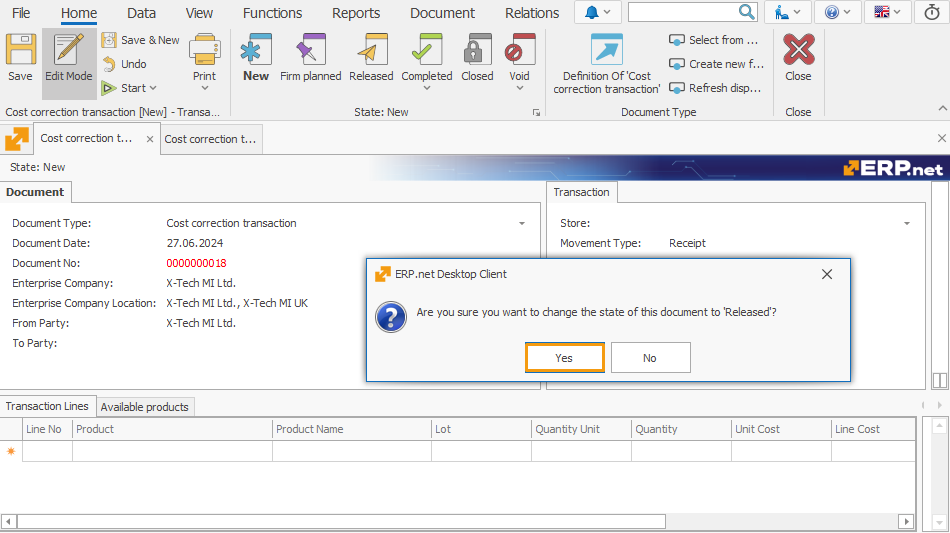 File Home Data View Functions Reports Document Document Relations
Save
Edit Mode
Save & New
Undo
Start
Print
New
Firm planned
Released
Completed
Closed
Void
Definition Of 'Cost
correction transaction'
Select from ...
Create new f...
Refresh disp...
Close
Cost correction transaction [New] - Transa...
State: New
Document Type
Close
Cost correction t...
Cost correction t...
State: New
ERP.net
Document
Transaction
Document Type: Cost correction transaction
Document Date: 27.06.2024
Document No: 0000000018
Enterprise Company: X-Tech MI Ltd.
Enterprise Company Location: X-Tech MI Ltd., X-Tech MI UK
From Party: X-Tech MI Ltd.
To Party:
Store:
Movement Type: Receipt
ERP.net Desktop Client
Are you sure you want to change the state of this document to 'Released'?
Yes No
Transaction Lines Available products
Line No Product Product Name Lot Quantity Unit Quantity Unit Cost Line Cost